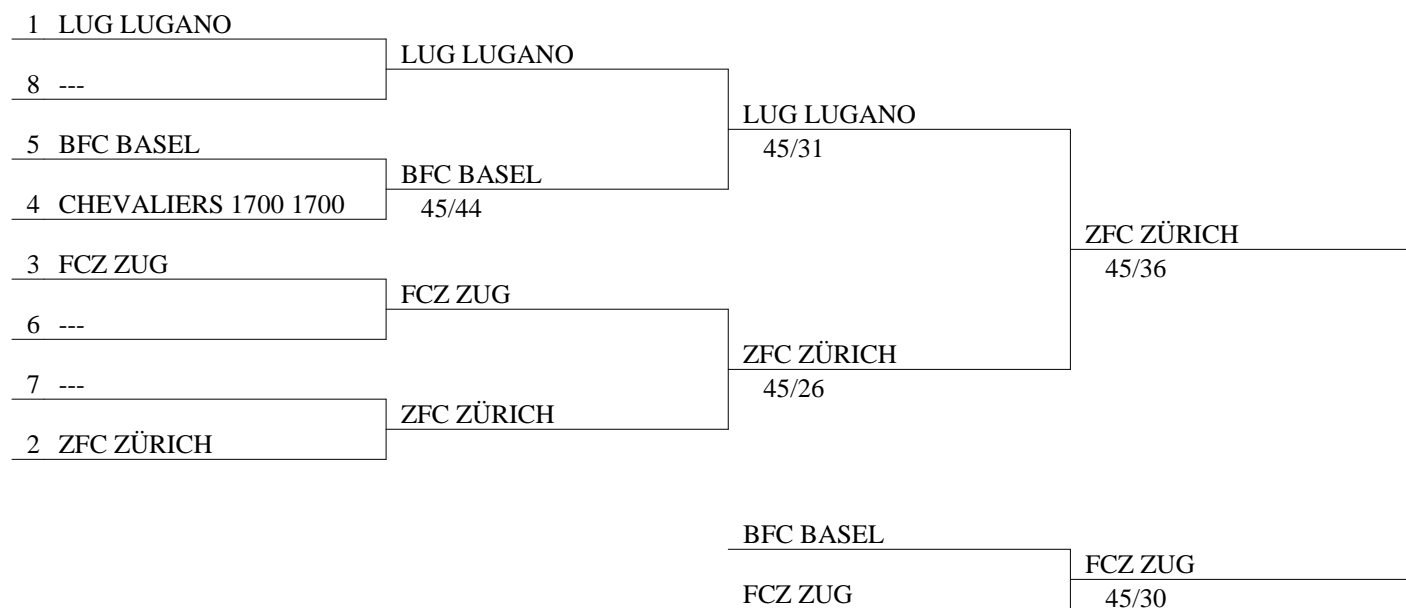 1 LUG LUGANO
8 ---
5 BFC BASEL
4 CHEVALIERS 1700 1700
3 FCZ ZUG
6 ---
7 ---
2 ZFC ZÜRICH
LUG LUGANO
BFC BASEL
45/44
FCZ ZUG
ZFC ZÜRICH
LUG LUGANO
45/31
ZFC ZÜRICH
45/26
ZFC ZÜRICH
45/36
BFC BASEL
FCZ ZUG
FCZ ZUG
45/30